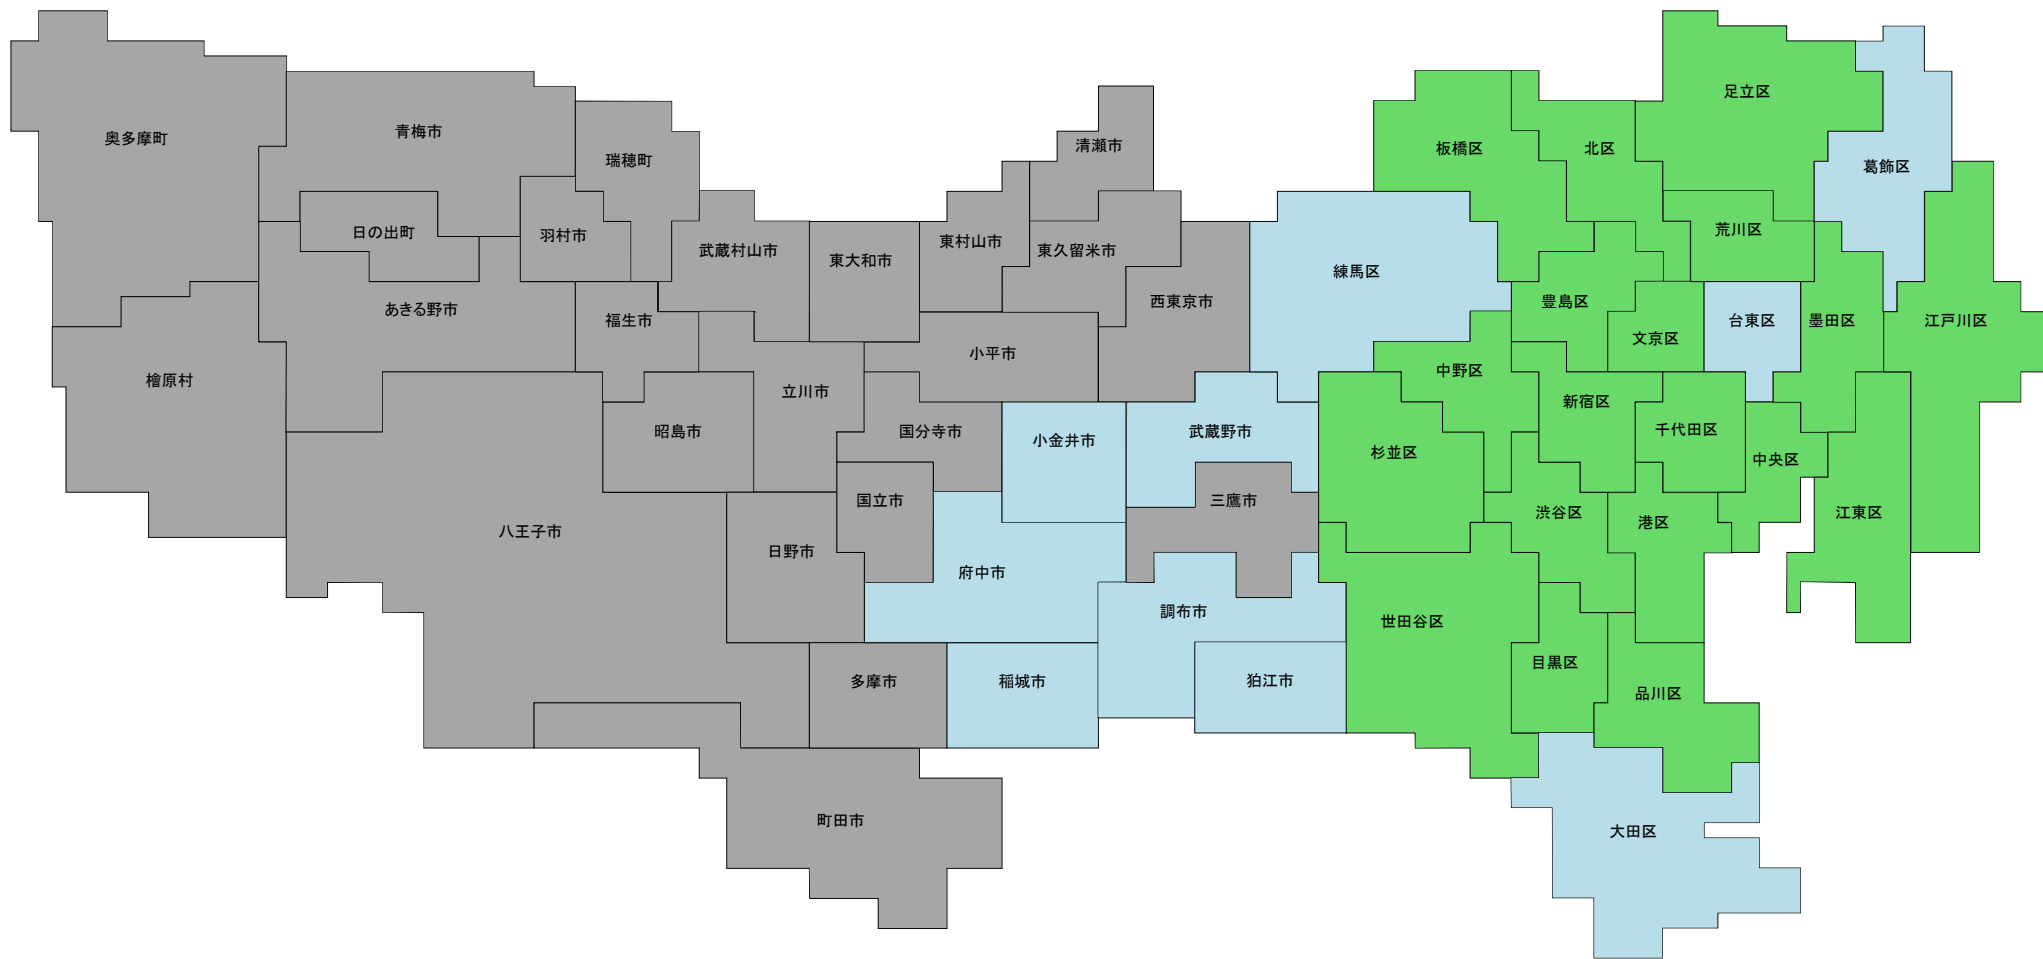 奥多摩町
青梅市
瑞穂町
清瀬市
板橋区
北区
足立区
葛飾区
日の出町
羽村市
武蔵村山市
東大和市
東村山市
東久留米市
練馬区
荒川区
あきる野市
福生市
西東京市
豊島区
文京区
台東区
墨田区
江戸川区
檜原村
小平市
立川市
中野区
新宿区
千代田区
昭島市
国分寺市
小金井市
武蔵野市
杉並区
中央区
国立市
三鷹市
渋谷区
港区
江東区
八王子市
日野市
府中市
調布市
世田谷区
目黒区
多摩市
稲城市
狛江市
品川区
町田市
大田区